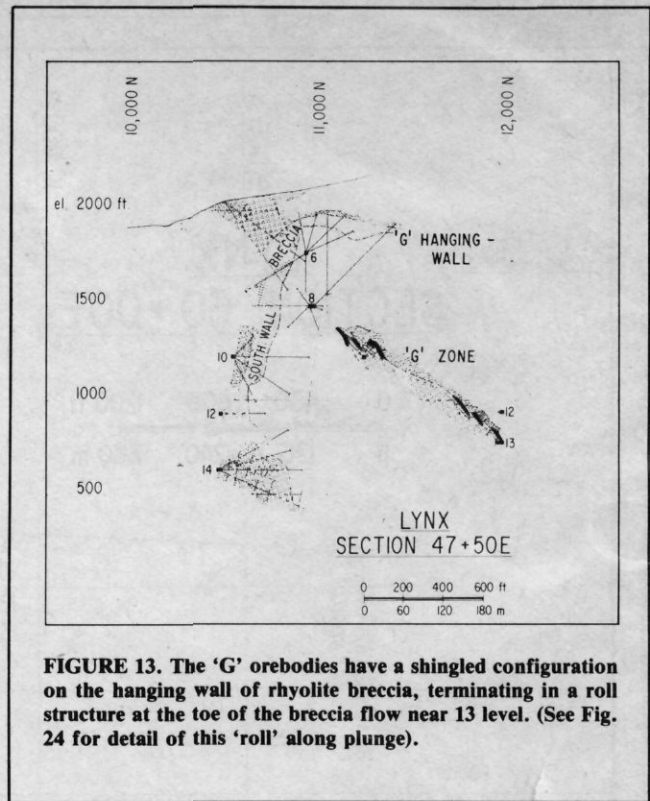 10,000 N
11,000 N
12,000 N
el. 2000 ft
1500
1000
500
BRECCIA
SOUTH WALL
'G' HANGING -
WALL
'G' ZONE
6
8
10
12
14
12
13
LYNX
SECTION 47+50E
0 200 400 600 ft
0 60 120 180 m
FIGURE 13. The ‘G’ orebodies have a shingled configuration
on the hanging wall of rhyolite breccia, terminating in a roll
structure at the toe of the breccia flow near 13 level. (See Fig.
24 for detail of this ‘roll’ along plunge).